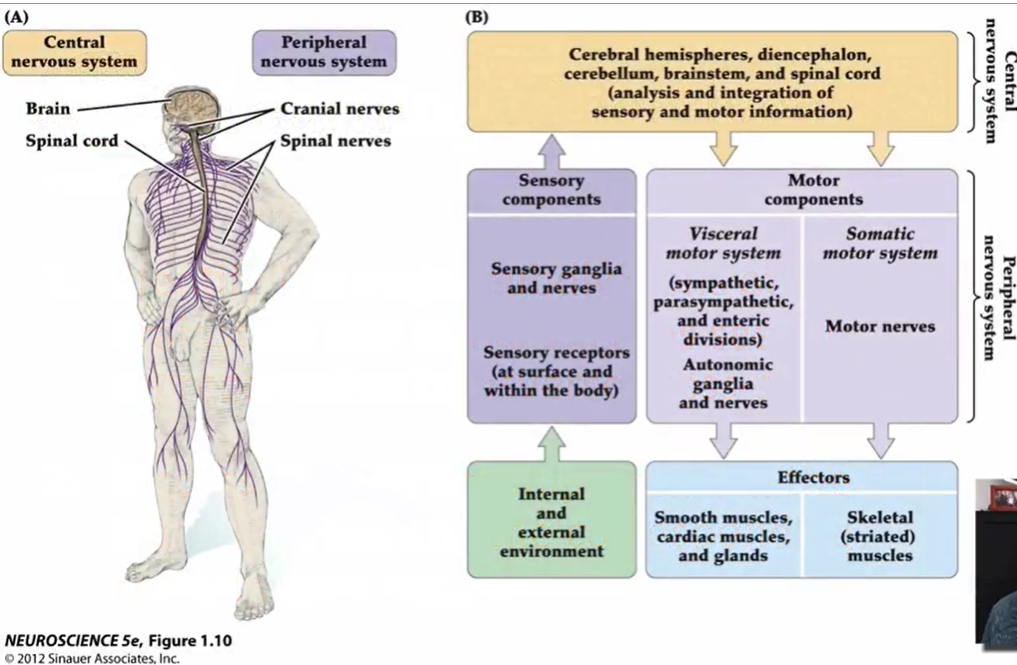 (A)
Central
nervous system
Peripheral
nervous system
Brain
Cranial nerves
Spinal cord
Spinal nerves
(B)
Cerebral hemispheres, diencephalon,
cerebellum, brainstem, and spinal cord
(analysis and integration of
sensory and motor information)
Central
nervous system
Sensory
components
Sensory ganglia
and nerves
Sensory receptors
(at surface and
within the body)
Motor
components
Visceral
motor system
(sympathetic,
parasympathetic,
and enteric
divisions)
Autonomic
ganglia
and nerves
Somatic
motor system
Motor nerves
Peripheral
nervous system
Internal
and
external
environment
Effectors
Smooth muscles,
cardiac muscles,
and glands
Skeletal
(striated)
muscles
NEUROSCIENCE 5e, Figure 1.10
© 2012 Sinauer Associates, Inc.